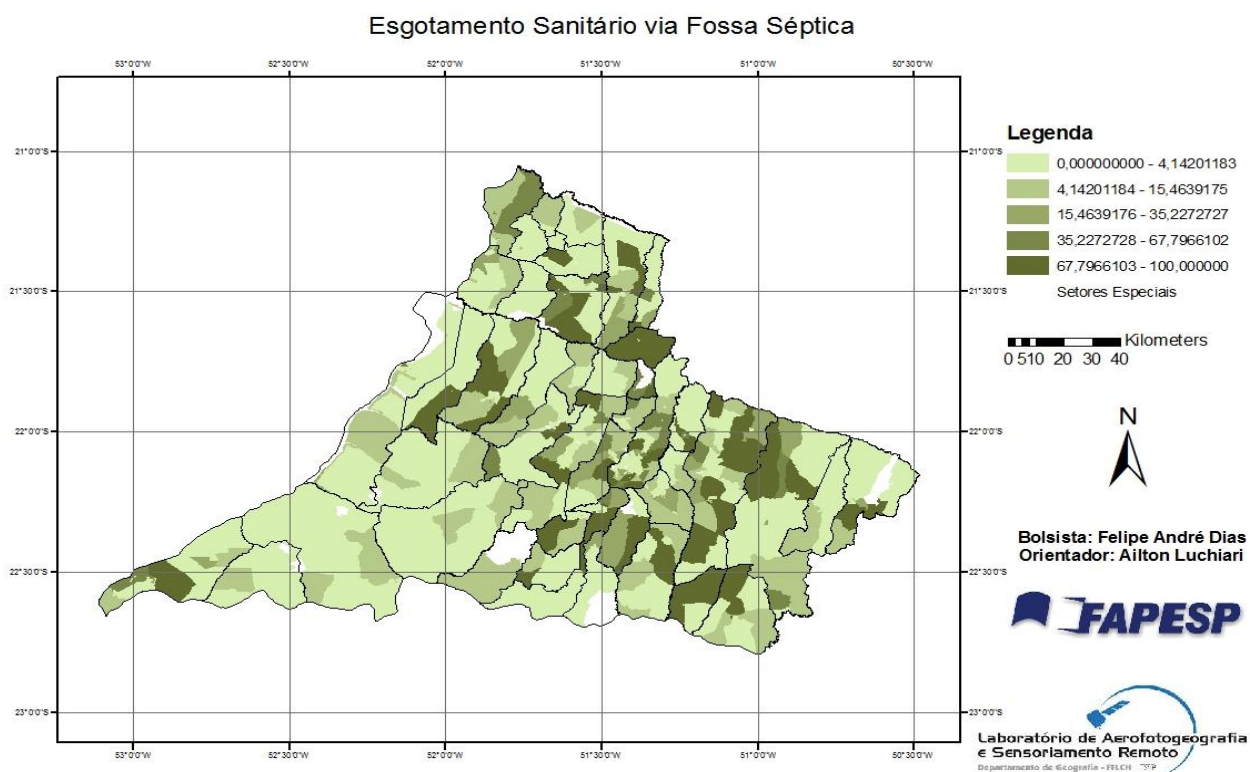 Esgotamento Sanitário via Fossa Séptica
53°0'0"W 52°30'0"W 52°0'0"W 51°30'0"W 51°0'0"W 50°30'0"W
21°0'0"S 21°0'0"S
21°30'0"S 21°30'0"S
22°0'0"S 22°0'0"S
22°30'0"S 22°30'0"S
23°0'0"S 23°0'0"S
53°0'0"W 52°30'0"W 52°0'0"W 51°30'0"W 51°0'0"W 50°30'0"W
Legenda
0,000000000 - 4,14201183
4,14201184 - 15,4639175
15,4639176 - 35,2272727
35,2272728 - 67,7966102
67,7966103 - 100,000000
Setores Especiais
Kilometers
0 510 20 30 40
N
Bolsista: Felipe André Dias
Orientador: Ailton Luchiari
FAPESP
Laboratório de Aerofotogeografia
e Sensoriamento Remoto
Departamento de Geografia - FFLCH